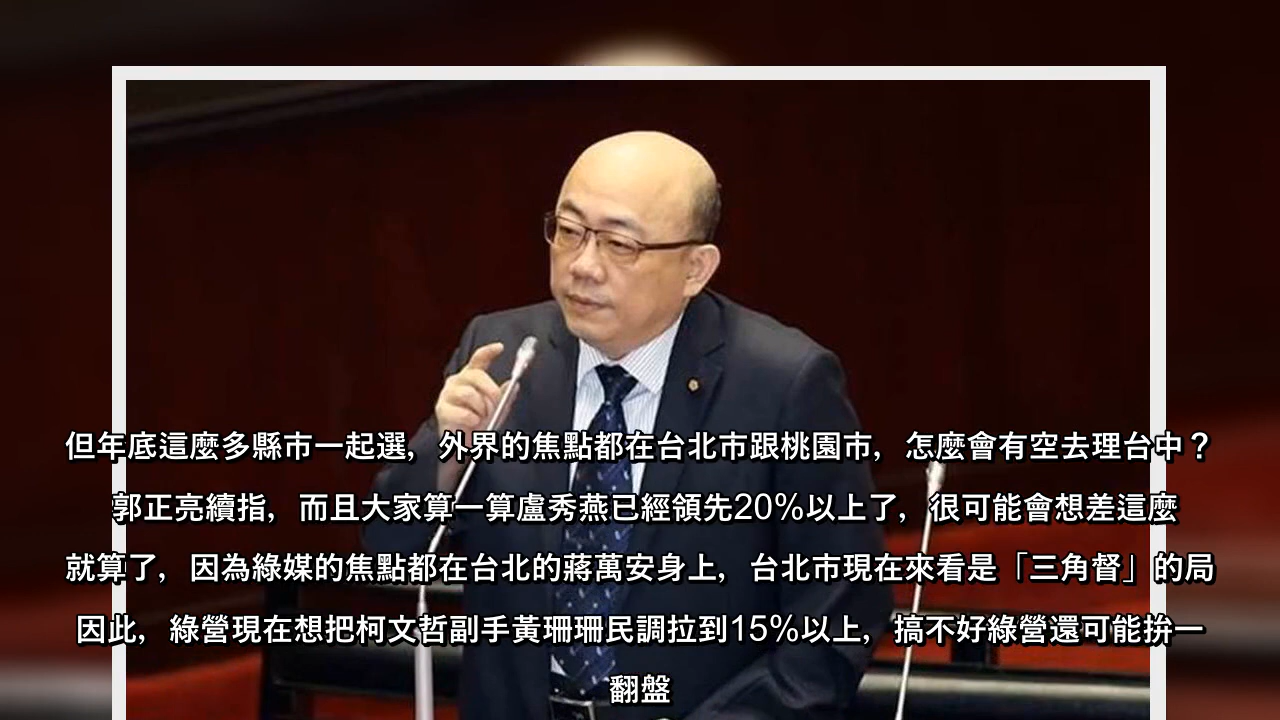 但年底這麼多縣市一起選，外界的焦點都在台北市跟桃園市，怎麼會有空去理台中？
郭正亮續指，而且大家算一算盧秀燕已經領先20%以上了，很可能會想差這麼
就算了，因為綠媒的焦點都在台北的蔣萬安身上，台北市現在來看是「三角督」的局
因此，綠營現在想把柯文哲副手黃珊珊民調拉到15%以上，搞不好綠營還可能拚一
翻盤